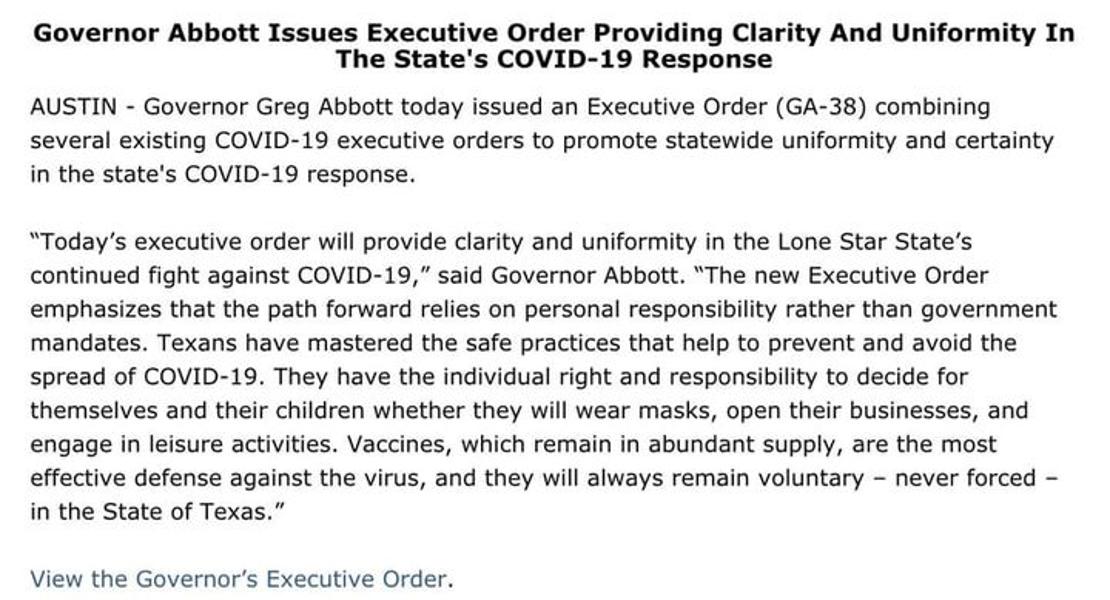 Governor Abbott Issues Executive Order Providing Clarity And Uniformity In
The State's COVID-19 Response
AUSTIN - Governor Greg Abbott today issued an Executive Order (GA-38) combining
several existing COVID-19 executive orders to promote statewide uniformity and certainty
in the state's COVID-19 response.
“Today’s executive order will provide clarity and uniformity in the Lone Star State’s
continued fight against COVID-19,” said Governor Abbott. “The new Executive Order
emphasizes that the path forward relies on personal responsibility rather than government
mandates. Texans have mastered the safe practices that help to prevent and avoid the
spread of COVID-19. They have the individual right and responsibility to decide for
themselves and their children whether they will wear masks, open their businesses, and
engage in leisure activities. Vaccines, which remain in abundant supply, are the most
effective defense against the virus, and they will always remain voluntary – never forced –
in the State of Texas.”
View the Governor’s Executive Order.